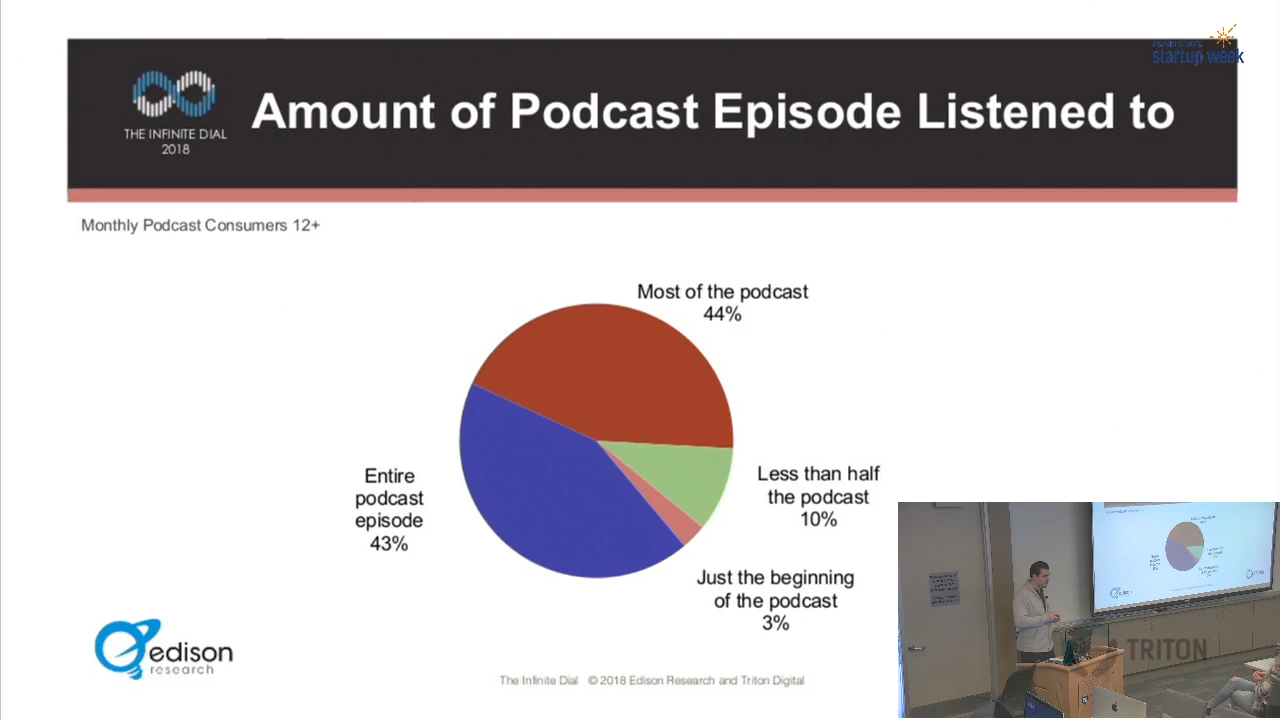 PENN STATE
startup week
THE INFINITE DIAL
2018
Amount of Podcast Episode Listened to
Monthly Podcast Consumers 12+
Most of the podcast
44%
Entire
podcast
episode
43%
Less than half
the podcast
10%
Just the beginning
of the podcast
3%
edison
research
The Infinite Dial © 2018 Edison Research and Triton Digital
TRITON